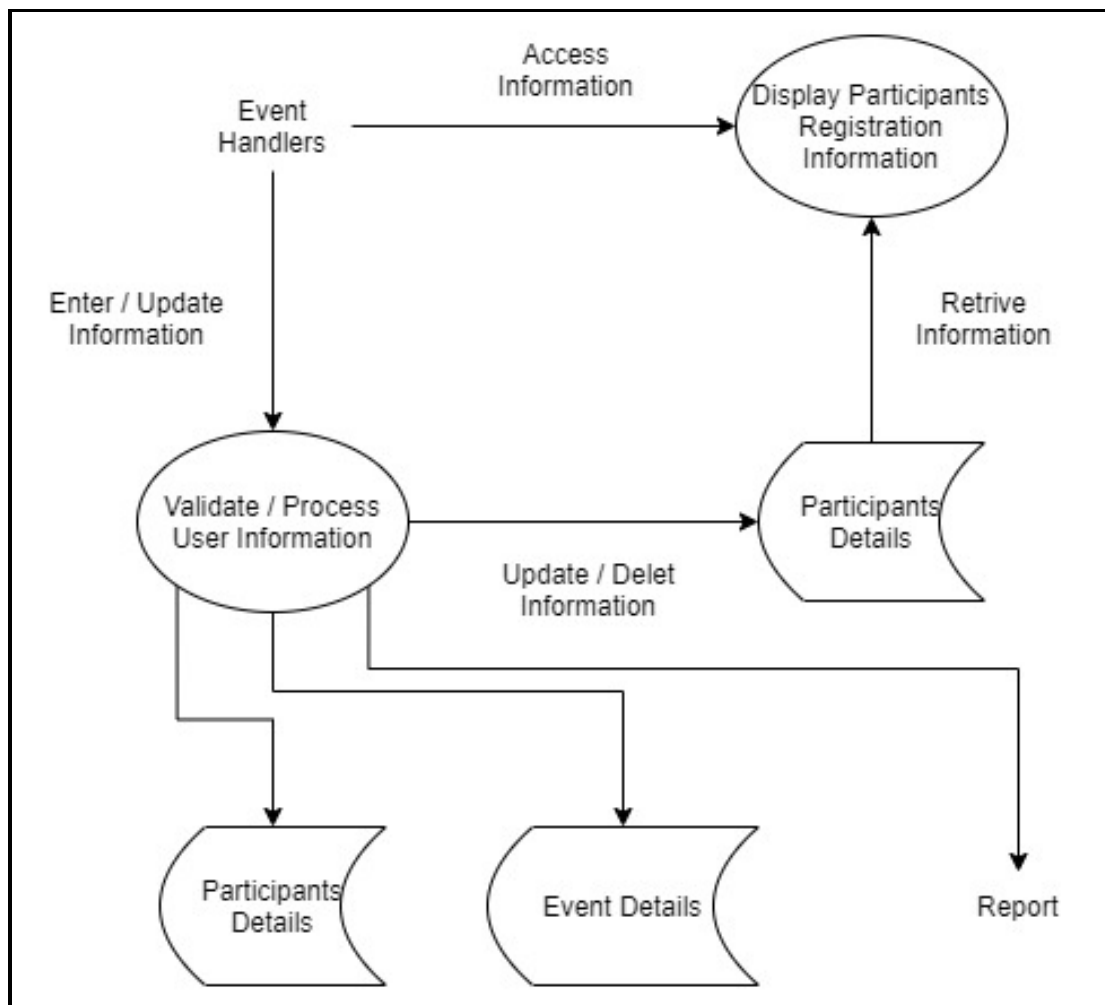 Access
Information
Event
Handlers
Display Participants
Registration
Information
Enter / Update
Information
Retrive
Information
Validate / Process
User Information
Participants
Details
Update / Delet
Information
Participants
Details
Event Details
Report